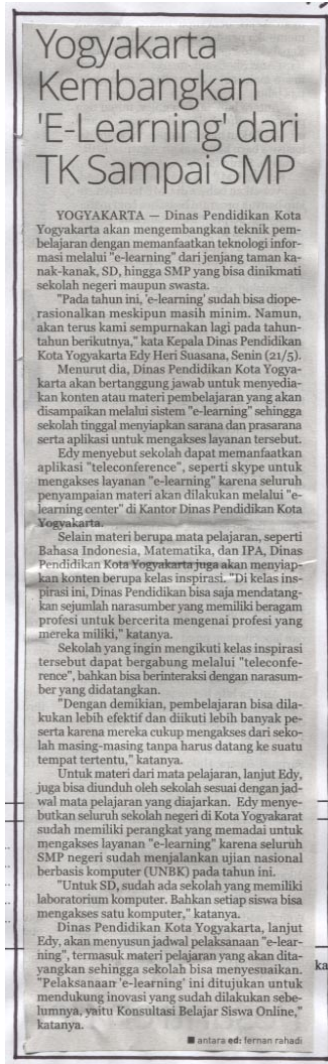 Yogyakarta
Kembangkan
'E-Learning' dari
TK Sampai SMP
YOGYAKARTA — Dinas Pendidikan Kota
Yogyakarta akan mengembangkan teknik pem-
belajaran dengan memanfaatkan teknologi infor-
masi melalui "e-learning" dari jenjang taman ka-
nak-kanak, SD, hingga SMP yang bisa dinikmati
sekolah negeri maupun swasta.
"Pada tahun ini, 'e-learning' sudah bisa diope-
rasionalkan meskipun masih minim. Namun,
akan terus kami sempurnakan lagi pada tahun-
tahun berikutnya," kata Kepala Dinas Pendidikan
Kota Yogyakarta Edy Heri Suasana, Senin (21/5).
Menurut dia, Dinas Pendidikan Kota Yogya-
karta akan bertanggung jawab untuk menyedia-
kan konten atau materi pembelajaran yang akan
disampaikan melalui sistem "e-learning" sehingga
sekolah tinggal menyiapkan sarana dan prasarana
serta aplikasi untuk mengakses layanan tersebut.
Edy menyebut sekolah dapat memanfaatkan
aplikasi "teleconference", seperti skype untuk
mengakses layanan "e-learning" karena seluruh
penyampaian materi akan dilakukan melalui "e-
learning center" di Kantor Dinas Pendidikan Kota
Yogyakarta.
Selain materi berupa mata pelajaran, seperti
Bahasa Indonesia, Matematika, dan IPA, Dinas
Pendidikan Kota Yogyakarta juga akan menyiap-
kan konten berupa kelas inspirasi. "Di kelas ins-
pirasi ini, Dinas Pendidikan bisa saja mendatang-
kan sejumlah narasumber yang memiliki beragam
profesi untuk bercerita mengenai profesi yang
mereka miliki," katanya.
Sekolah yang ingin mengikuti kelas inspirasi
tersebut dapat bergabung melalui "teleconfe-
rence", bahkan bisa berinteraksi dengan narasum-
ber yang didatangkan.
"Dengan demikian, pembelajaran bisa dila-
kukan lebih efektif dan diikuti lebih banyak pe-
serta karena mereka cukup mengakses dari seko-
lah masing-masing tanpa harus datang ke suatu
tempat tertentu," katanya.
Untuk materi dari mata pelajaran, lanjut Edy,
juga bisa diunduh oleh sekolah sesuai dengan jad-
wal mata pelajaran yang diajarkan. Edy menye-
butkan seluruh sekolah negeri di Kota Yogyakarat
sudah memiliki perangkat yang memadai untuk
mengakses layanan "e-learning" karena seluruh
SMP negeri sudah menjalankan ujian nasional
berbasis komputer (UNBK) pada tahun ini.
"Untuk SD, sudah ada sekolah yang memiliki
laboratorium komputer. Bahkan setiap siswa bisa
mengakses satu komputer," katanya.
Dinas Pendidikan Kota Yogyakarta, lanjut
Edy, akan menyusun jadwal pelaksanaan "e-lear-
ning", termasuk materi pelajaran yang akan dita-
yangkan sehingga sekolah bisa menyesuaikan.
"Pelaksanaan 'e-learning' ini ditujukan untuk
mendukung inovasi yang sudah dilakukan sebe-
lumnya, yaitu Konsultasi Belajar Siswa Online,"
katanya.
■ antara ed: fernan rahadi
ka